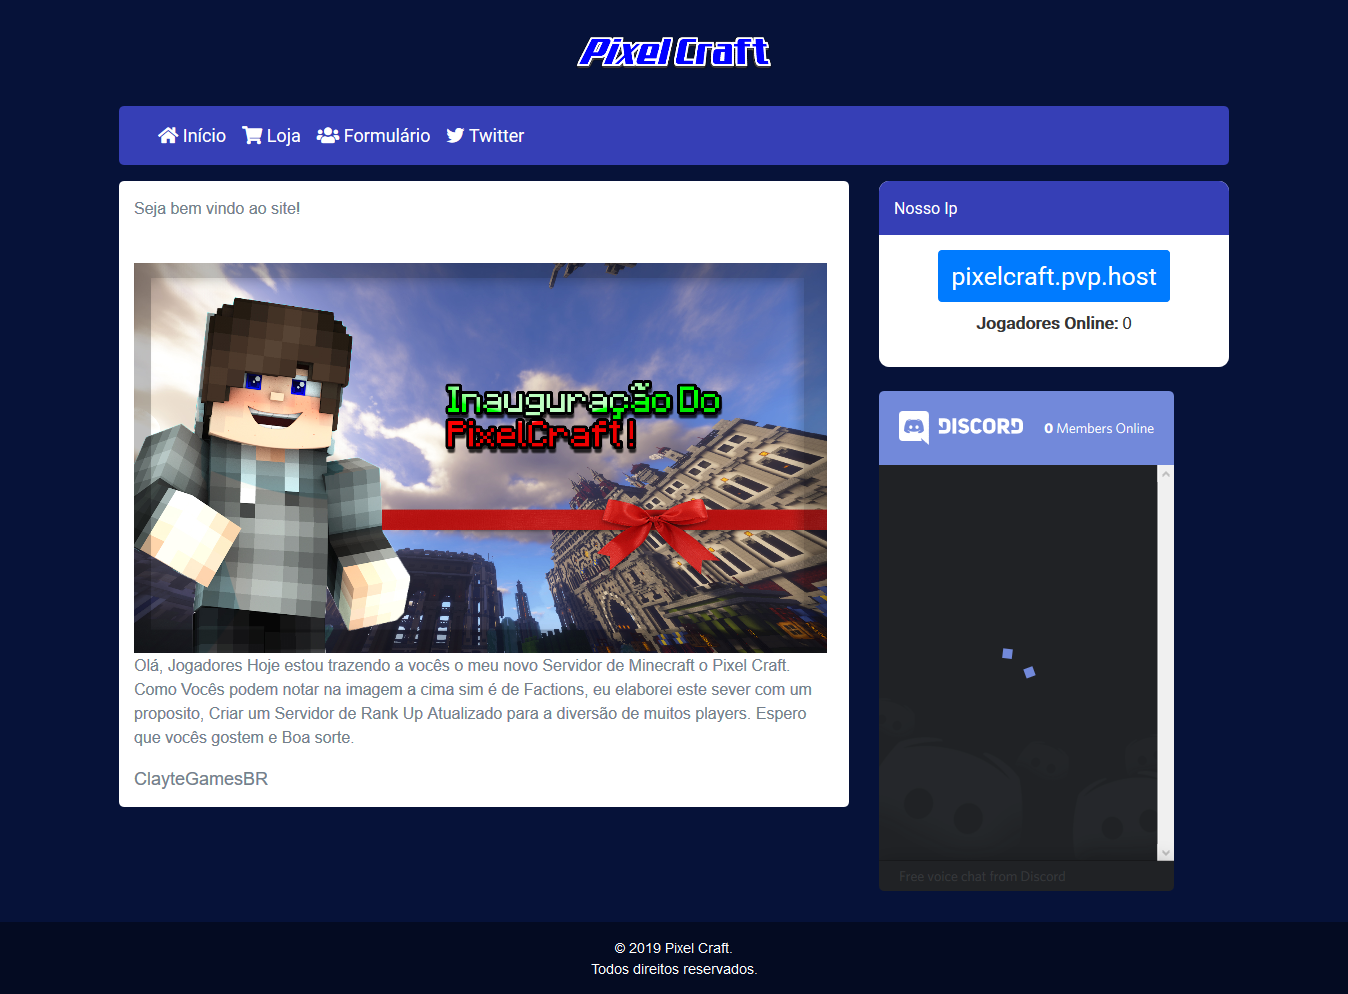 Pixel Craft
Início Loja Formulário Twitter
Seja bem vindo ao site!
Inauguração Do
PixelCraft!
Olá, Jogadores Hoje estou trazendo a vocês o meu novo Servidor de Minecraft o Pixel Craft.
Como Vocês podem notar na imagem a cima sim é de Factions, eu elaborei este sever com um
proposito, Criar um Servidor de Rank Up Atualizado para a diversão de muitos players. Espero
que vocês gostem e Boa sorte.
ClayteGamesBR
Nosso Ip
pixelcraft.pvp.host
Jogadores Online: 0
DISCORD 0 Members Online
Free voice chat from Discord
© 2019 Pixel Craft.
Todos direitos reservados.